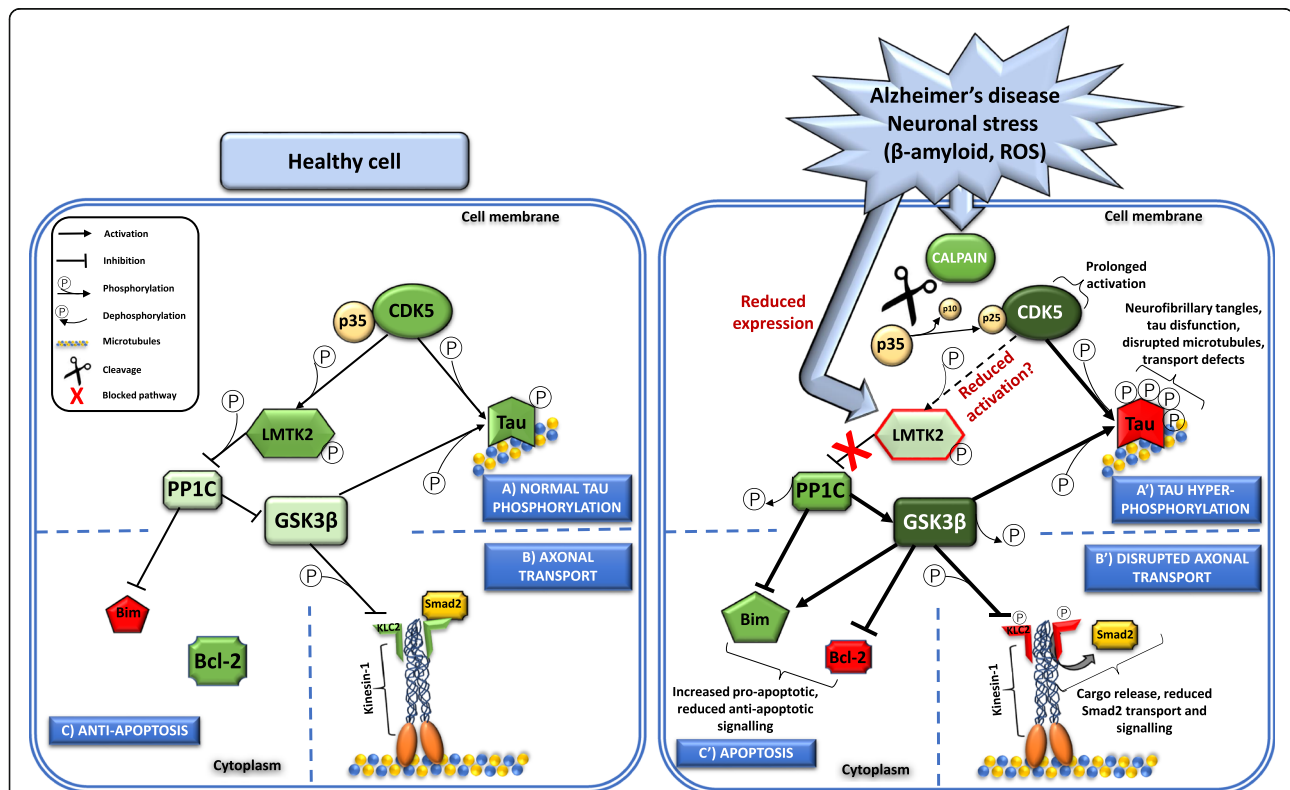 Alzheimer's disease
Neuronal stress
(β-amyloid, ROS)
Healthy cell
Cell membrane
Activation
Inhibition
P
Phosphorylation
P
Dephosphorylation
Microtubules
Cleavage
X
Blocked pathway
p35
CDK5
P
P
P
LMTK2
P
Tau
P
P
PP1C
GSK3β
A) NORMAL TAU
PHOSPHORYLATION
B) AXONAL
TRANSPORT
P
Bim
Bcl-2
KLC2
Smad2
Kinesin-1
C) ANTI-APOPTOSIS
Cytoplasm
Cell membrane
CALPAIN
Reduced
expression
p35
p10
p25
CDK5
Prolonged
activation
Neurofibrillary tangles,
tau disfunction,
disrupted microtubules,
transport defects
P
P
Reduced
activation?
P
P
P
P
Tau
LMTK2
P
X
P
PP1C
P
GSK3β
P
A') TAU HYPER-
PHOSPHORYLATION
B') DISRUPTED AXONAL
TRANSPORT
P
Bim
Bcl-2
P
P
KLC2
Smad2
Kinesin-1
Increased pro-apoptotic,
reduced anti-apoptotic
signalling
Cargo release, reduced
Smad2 transport and
signalling
C') APOPTOSIS
Cytoplasm